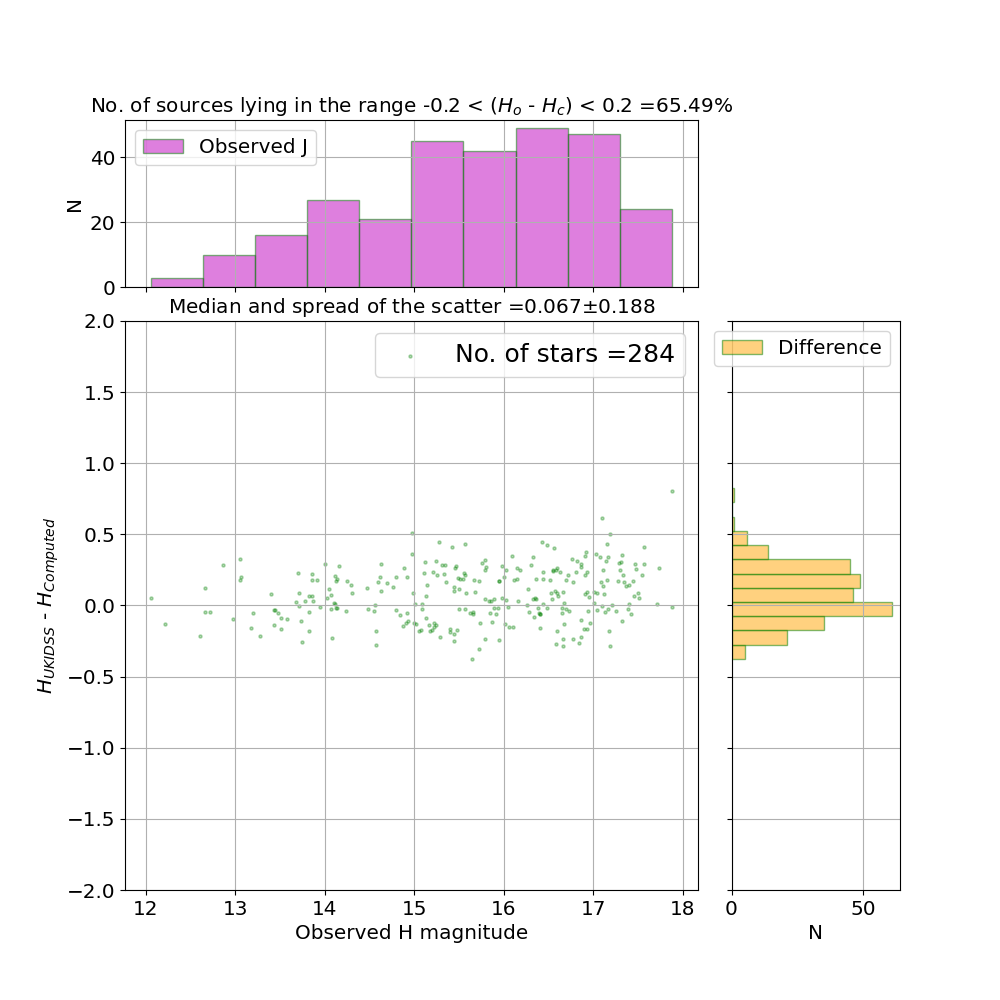 No. of sources lying in the range -0.2 < (H_o - H_c) < 0.2 =65.49%
Observed J
40
20
0
N
Median and spread of the scatter =0.067±0.188
No. of stars =284
Difference
2.0
1.5
1.0
0.5
0.0
−0.5
−1.0
−1.5
−2.0
H_UKIDSS - H_Computed
12 13 14 15 16 17 18
0 50
Observed H magnitude
N